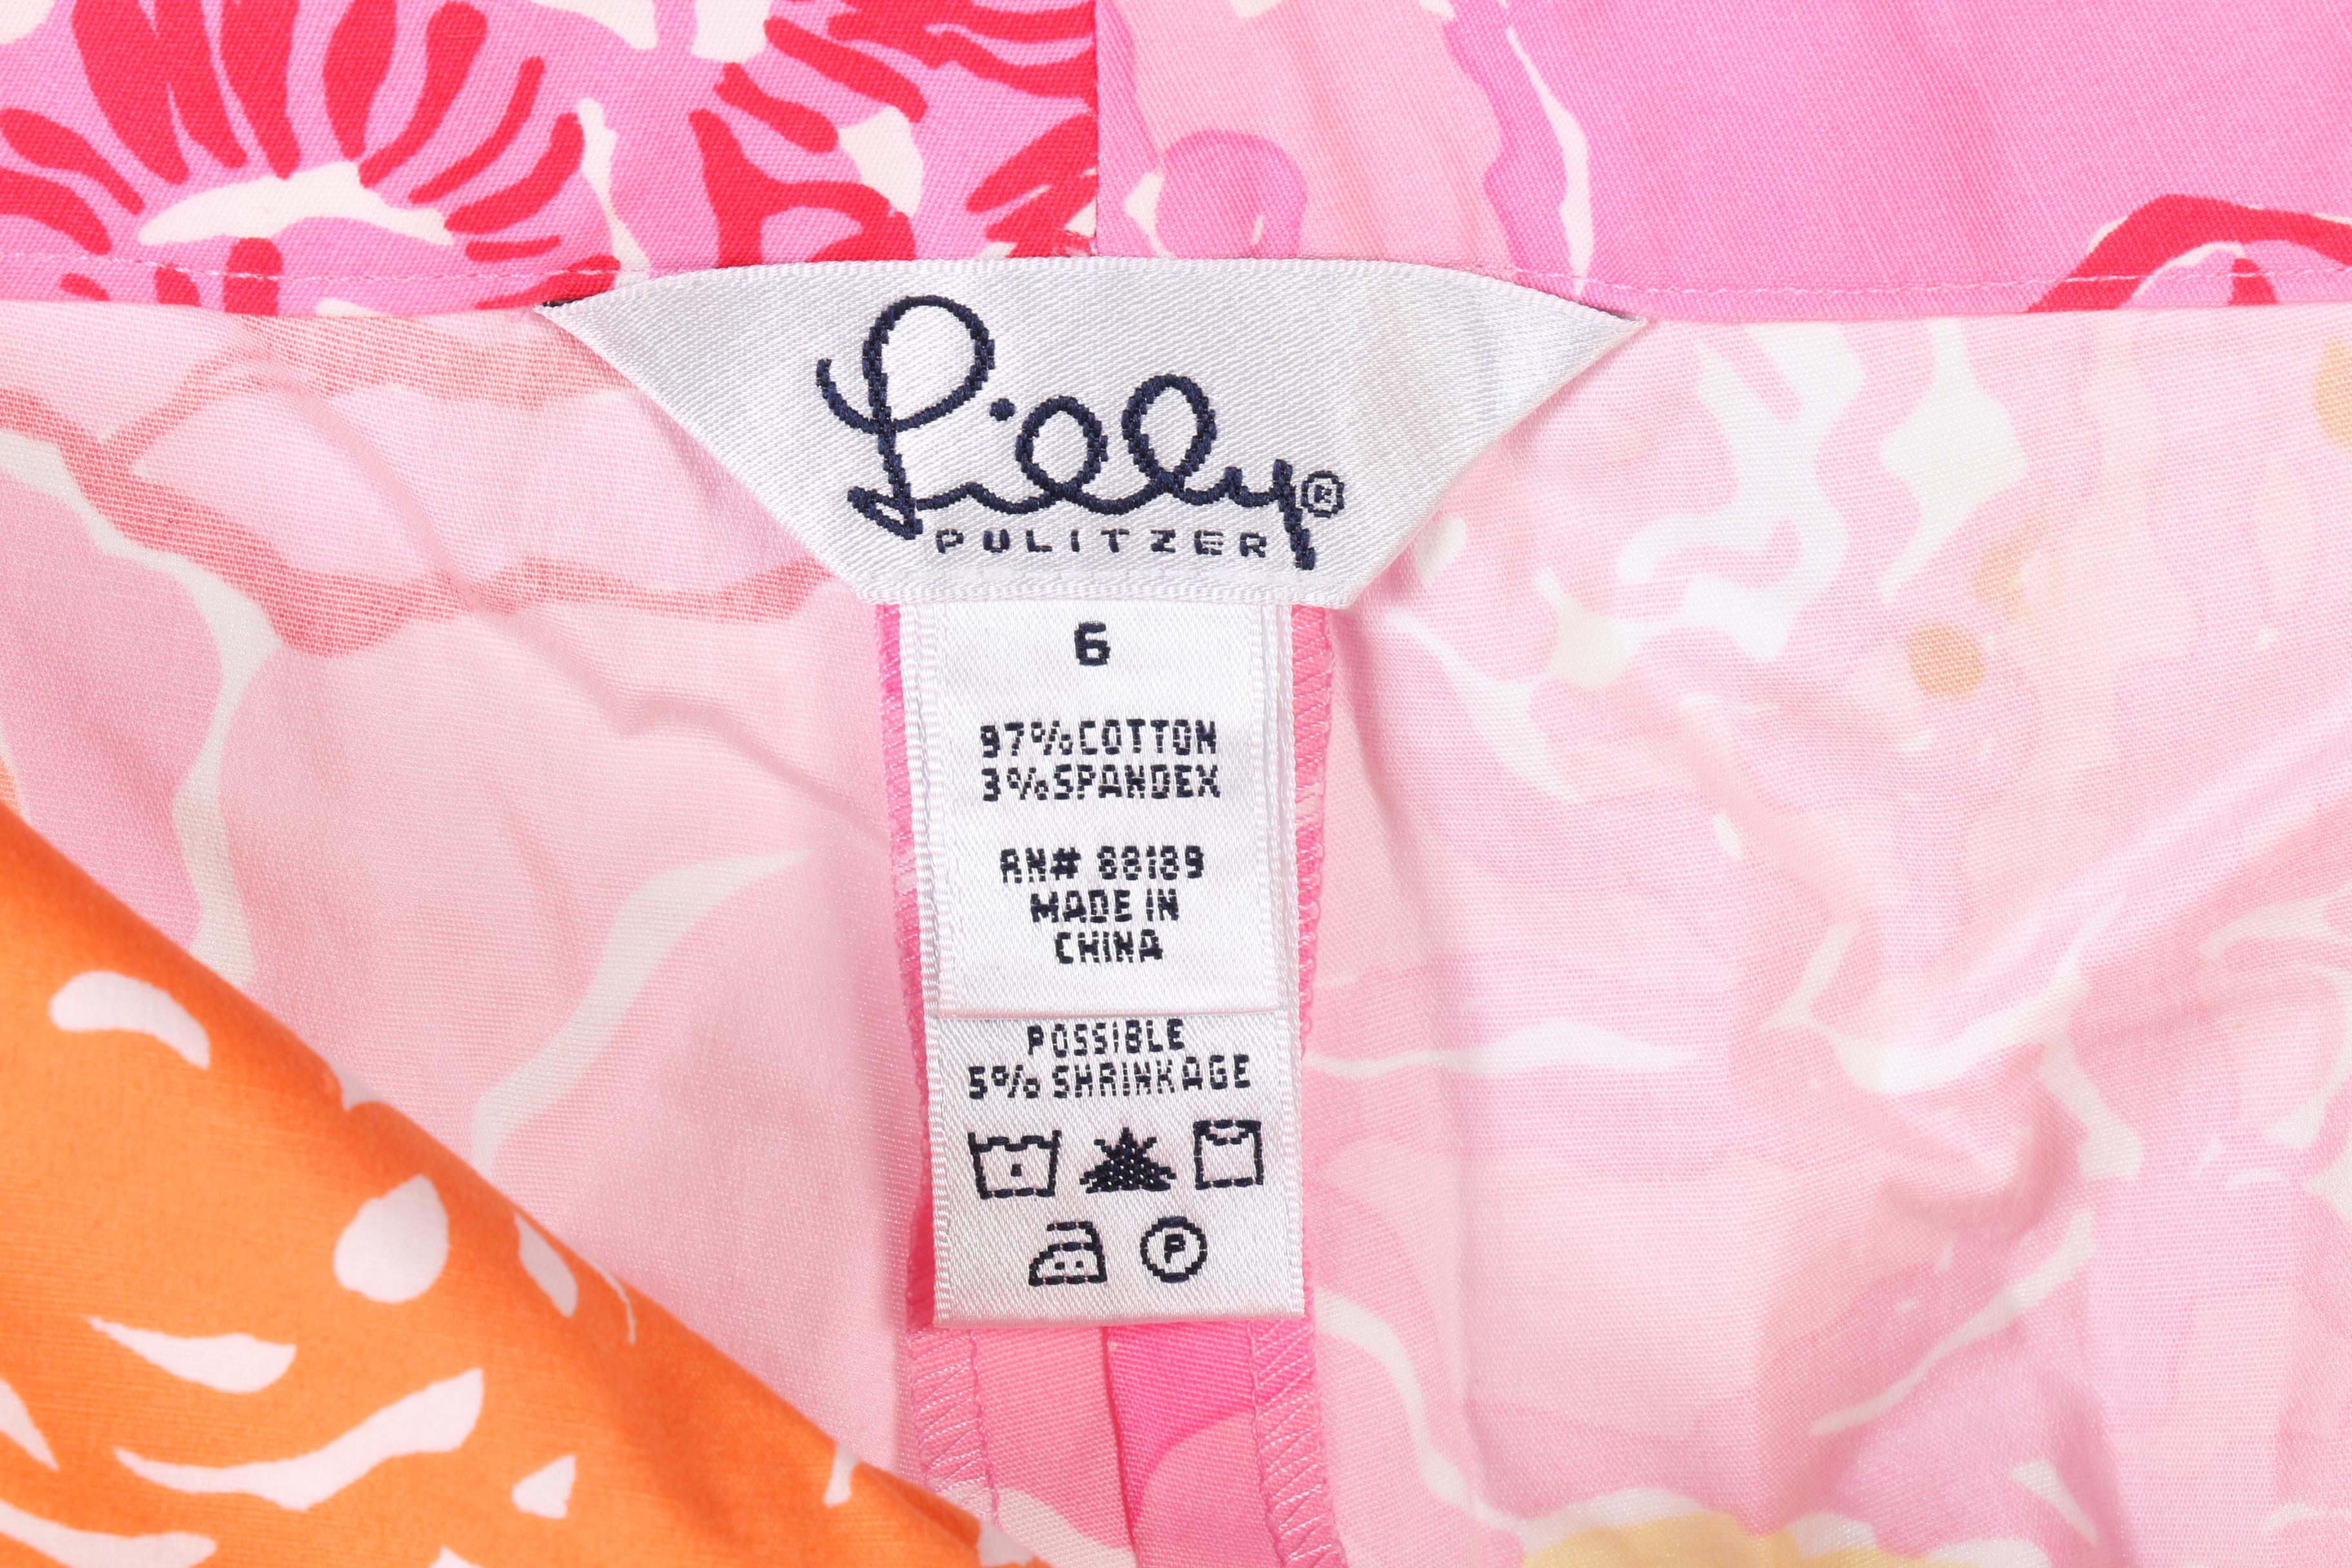 Lilly®
PULITZER
6
97%COTTON
3%SPANDEX
RN# 88189
MADE IN
CHINA
POSSIBLE
5% SHRINKAGE
P